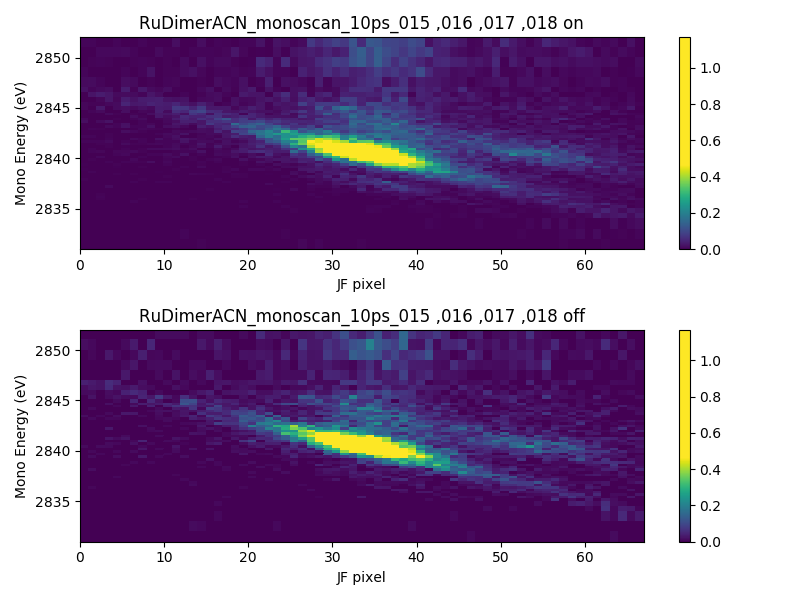 RuDimerACN_monoscan_10ps_015 ,016 ,017 ,018 on
2850
2845
2840
2835
Mono Energy (eV)
0 10 20 30 40 50 60
JF pixel
1.0
0.8
0.6
0.4
0.2
0.0
RuDimerACN_monoscan_10ps_015 ,016 ,017 ,018 off
2850
2845
2840
2835
Mono Energy (eV)
0 10 20 30 40 50 60
JF pixel
1.0
0.8
0.6
0.4
0.2
0.0